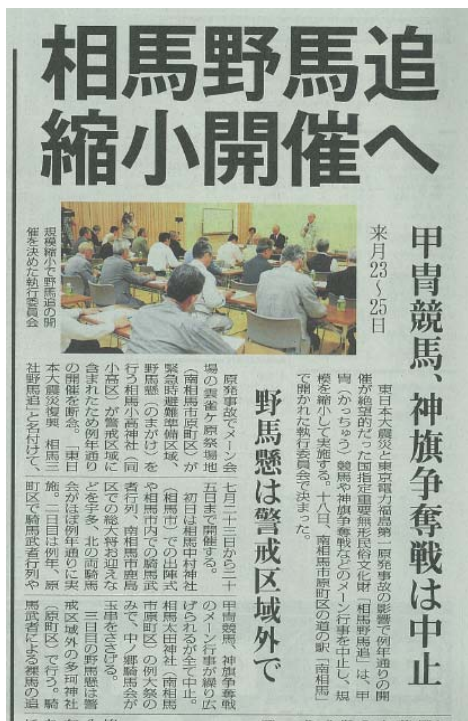 相馬野馬追
縮小開催へ
甲冑競馬、神旗争奪戦は中止
来月23〜25日
規模縮小で野馬追の開
催を決めた執行委員会
東日本大震災と東京電力福島第一原発事故の影響で例年通りの開
催が絶望的だった国指定重要無形民俗文化財「相馬野馬追」は、甲
冑(かっちゅう)競馬や神旗争奪戦などのメーン行事を中止し、規
模を縮小して実施する。十八日、南相馬市原町区の道の駅「南相馬」
で開かれた執行委員会で決まった。
野馬懸は警戒区域外で
原発事故でメーン会
場の雲雀ケ原祭場地
(南相馬市原町区)が
緊急時避難準備区域、
野馬懸(のまがけ)を
行う相馬小高神社(同
小高区)が警戒区域に
含まれたため例年通り
の開催を断念。「東日
本大震災復興 相馬三
社野馬追」と名付けて、
七月二十三日から二十
五日まで開催する。
初日は相馬中村神社
(相馬市)での出陣式
や相馬市内での騎馬武
者行列、南相馬市鹿島
区での総大将お迎えな
どを宇多、北の両騎馬
会がほぼ例年通りに実
施。二日目は例年、原
町区で騎馬武者行列や
甲冑競馬、神旗争奪戦
のメーン行事が繰り広
げられるが全て中止。
相馬太田神社(南相馬
市原町区)の例大祭の
みで、中ノ郷騎馬会が
玉串をささげる。
三日目の野馬懸は警
戒区域外の多珂神社
(原町区)で行う。騎
馬武者による裸馬の追